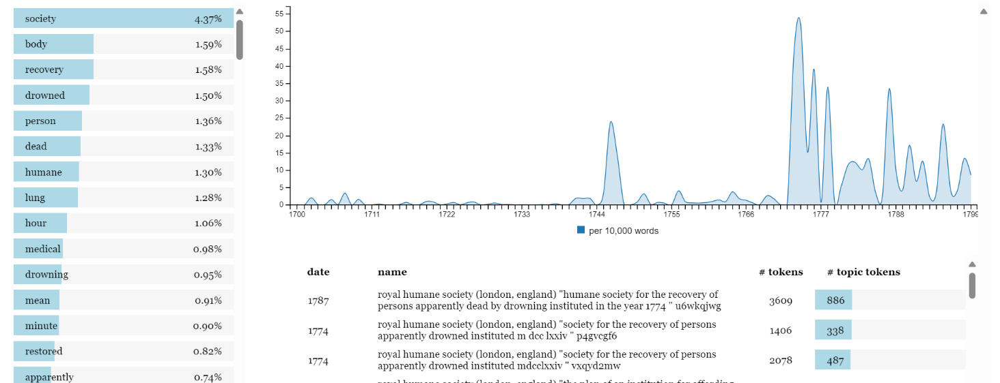 society 4.37%
body 1.59%
recovery 1.58%
drowned 1.50%
person 1.36%
dead 1.33%
humane 1.30%
lung 1.28%
hour 1.06%
medical 0.98%
drowning 0.95%
mean 0.91%
minute 0.90%
restored 0.82%
apparently 0.74%
55
50
45
40
35
30
25
20
15
10
5
0
1700 1711 1722 1733 1744 1755 1766 1777 1788 1799
per 10,000 words
date name # tokens # topic tokens
royal humane society (london, england) "humane society for the recovery of
1787 persons apparently dead by drowning instituted in the year 1774 " u6wkqjwg 3609 886
royal humane society (london, england) "society for the recovery of persons
1774 apparently drowned instituted m dcc lxxiv " p4gvcgf6 1406 338
royal humane society (london, england) "society for the recovery of persons
1774 apparently drowned instituted mdcclxxiv " vxqyd2mw 2078 487